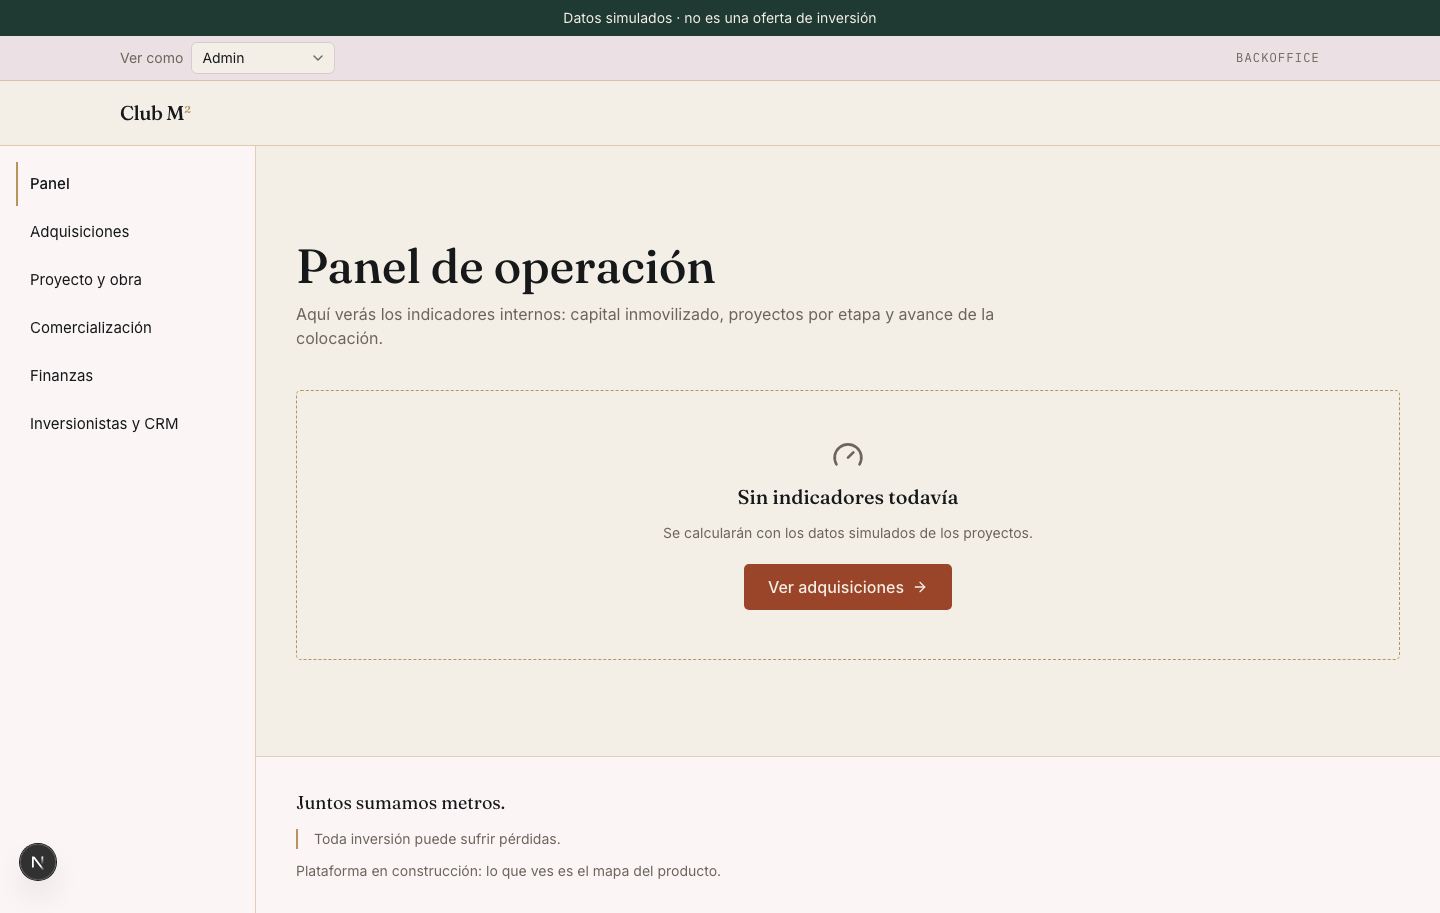 Datos simulados · no es una oferta de inversión
Ver como
Admin
BACKOFFICE
Club M²
Panel
Adquisiciones
Proyecto y obra
Comercialización
Finanzas
Inversionistas y CRM
Panel de operación
Aquí verás los indicadores internos: capital inmovilizado, proyectos por etapa y avance de la
colocación.
Sin indicadores todavía
Se calcularán con los datos simulados de los proyectos.
Ver adquisiciones →
Juntos sumamos metros.
Toda inversión puede sufrir pérdidas.
Plataforma en construcción: lo que ves es el mapa del producto.
N